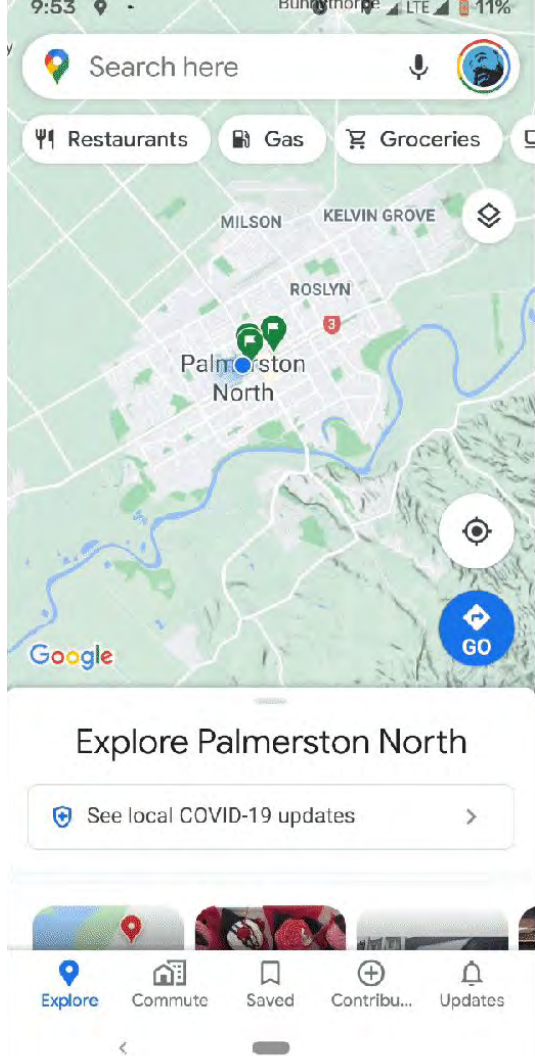 9:53 Bunnythorpe LTE 11%
Search here
Restaurants Gas Groceries
MILSON KELVIN GROVE
ROSLYN
3
Palmerston
North
Google
GO
Explore Palmerston North
See local COVID-19 updates
Explore Commute Saved Contribu... Updates